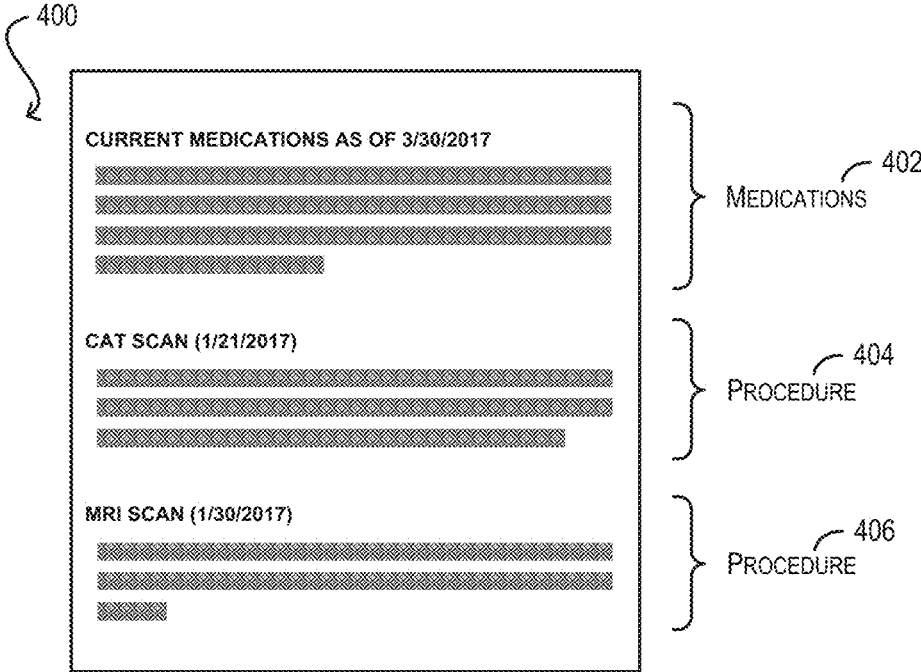 400
CURRENT MEDICATIONS AS OF 3/30/2017
402
MEDICATIONS
CAT SCAN (1/21/2017)
404
PROCEDURE
MRI SCAN (1/30/2017)
406
PROCEDURE